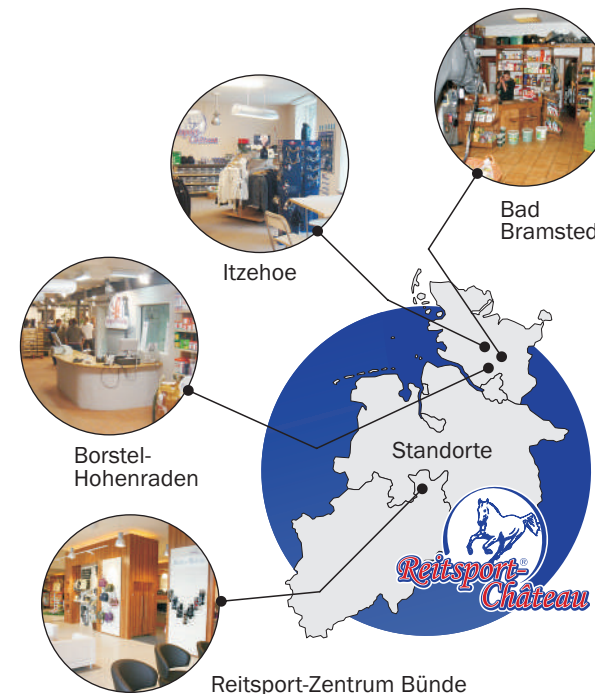 Bad
Bramsted
Itzehoe
Borstel-
Hohenraden
Standorte
Reitsport-®
Château
Reitsport-Zentrum Bünde